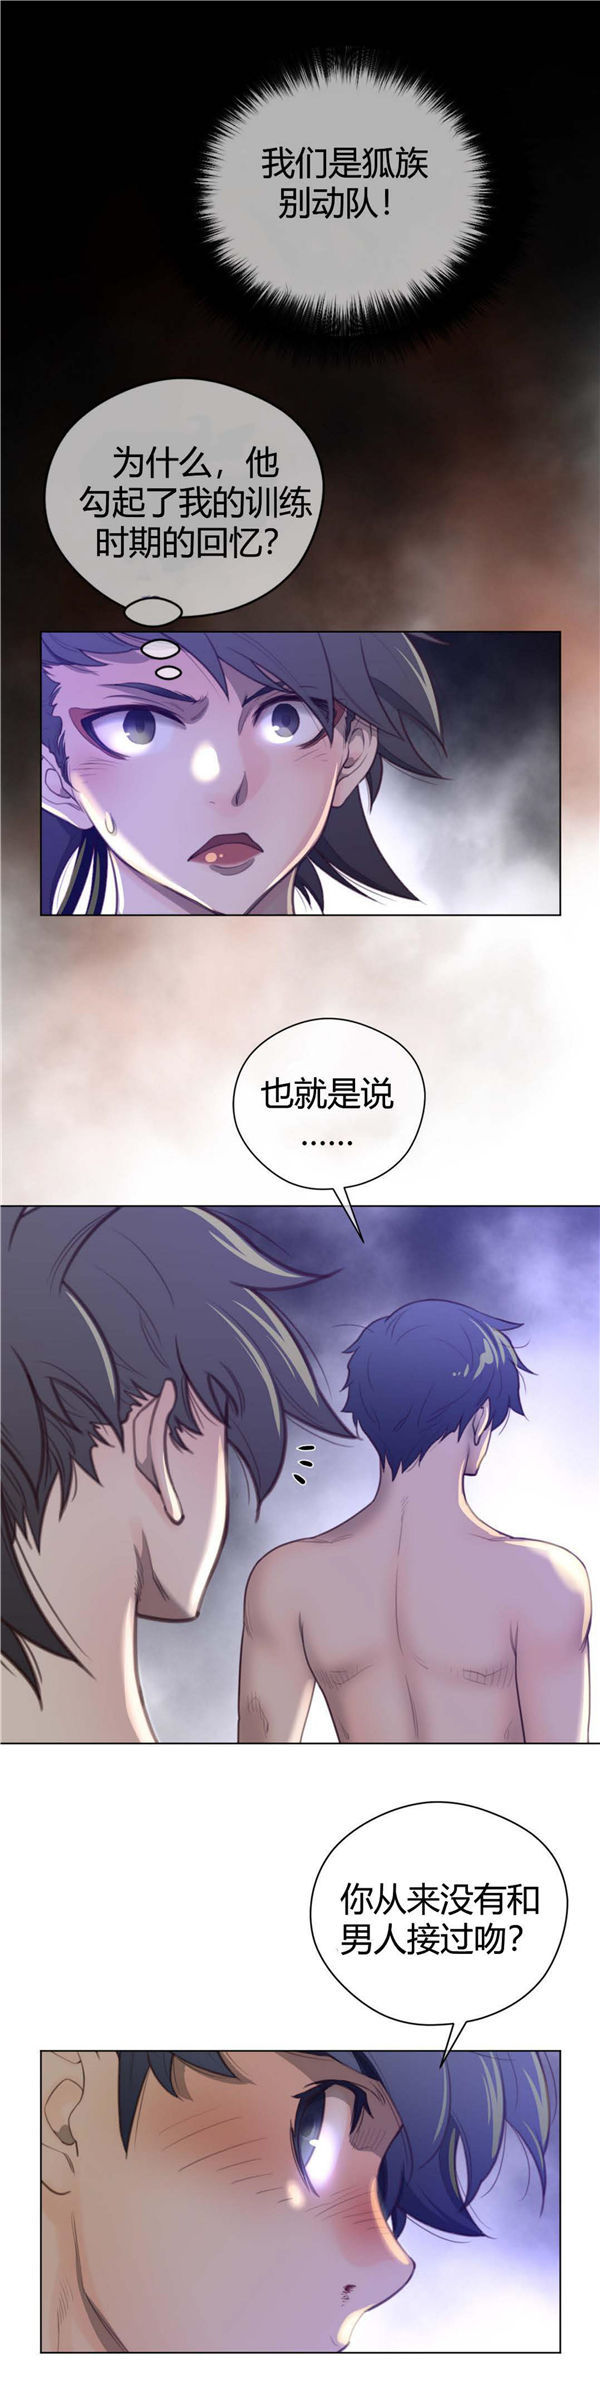 我们是狐族
别动队！
为什么，他
勾起了我的训练
时期的回忆？
也就是说
……
你从来没有和
男人接过吻？